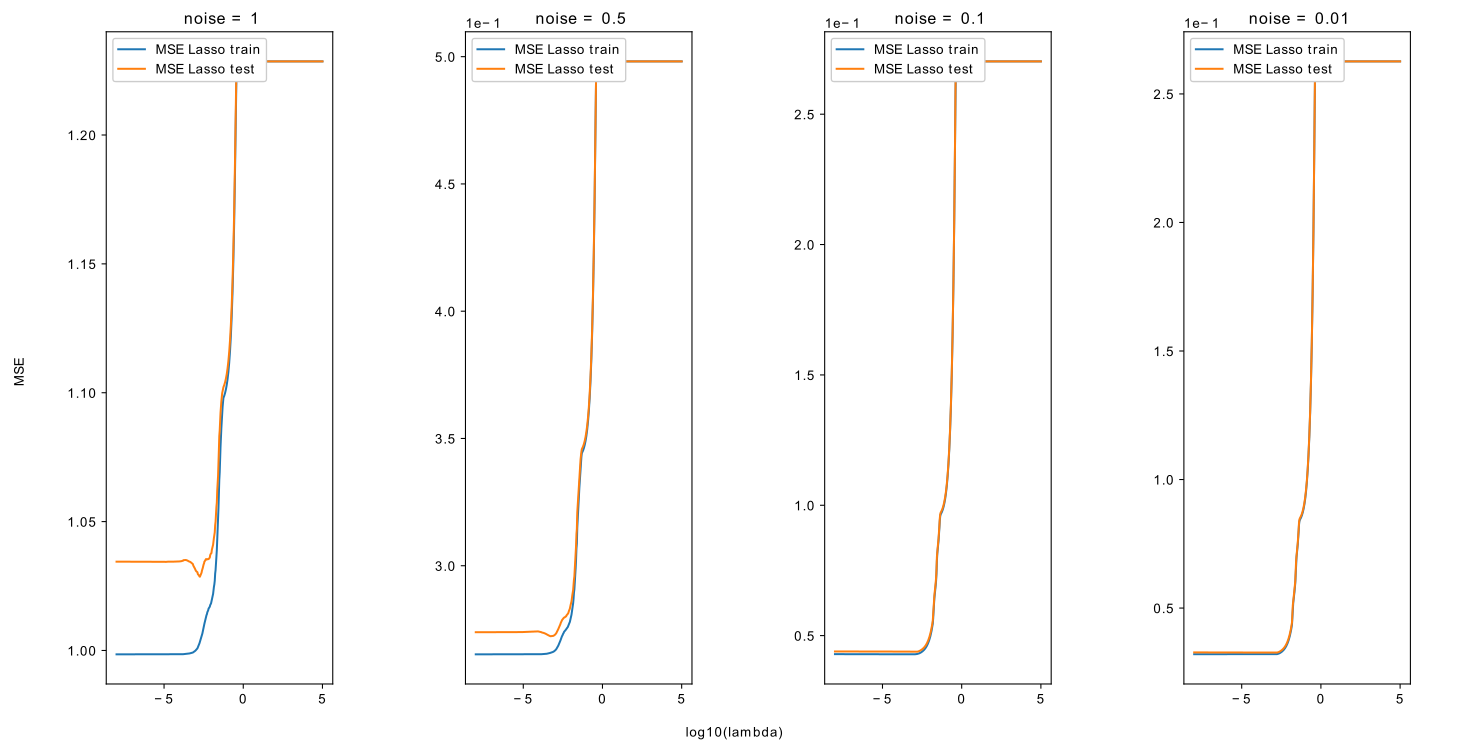 noise = 1
MSE Lasso train
MSE Lasso test
1.20
1.15
1.10
1.05
1.00
−5
0
5
1e−1
noise = 0.5
MSE Lasso train
MSE Lasso test
5.0
4.5
4.0
3.5
3.0
−5
0
5
1e−1
noise = 0.1
MSE Lasso train
MSE Lasso test
2.5
2.0
1.5
1.0
0.5
−5
0
5
1e−1
noise = 0.01
MSE Lasso train
MSE Lasso test
2.5
2.0
1.5
1.0
0.5
−5
0
5
MSE
log10(lambda)